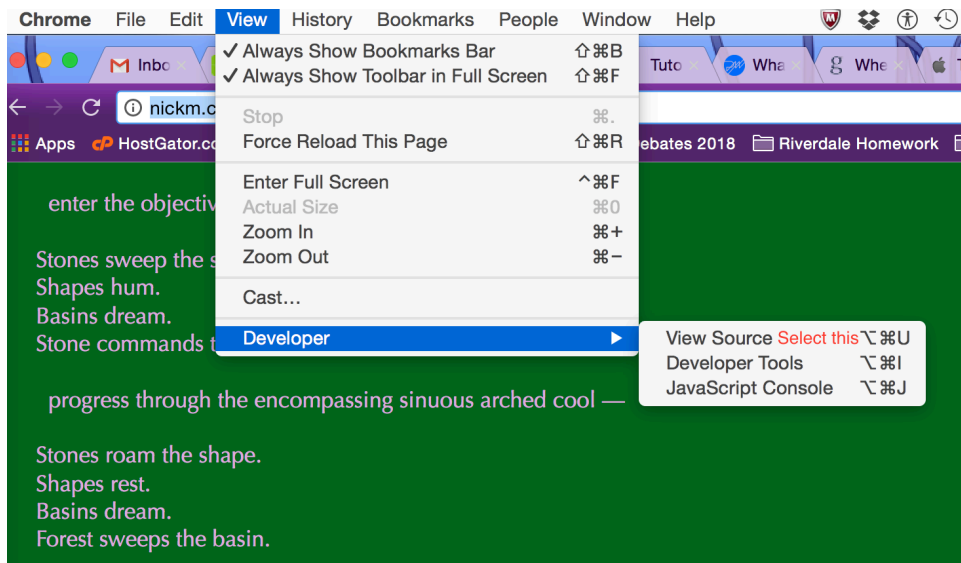 Chrome File Edit View History Bookmarks People Window Help
Inbo Tuto Wha Whe
nickm.c
Apps HostGator.co ebates 2018 Riverdale Homework
✓ Always Show Bookmarks Bar ⇧⌘B
✓ Always Show Toolbar in Full Screen ⇧⌘F
Stop ⌘.
Force Reload This Page ⇧⌘R
Enter Full Screen ^⌘F
Actual Size ⌘0
Zoom In ⌘+
Zoom Out ⌘−
Cast…
Developer ▶
View Source Select this ⌥⌘U
Developer Tools ⌥⌘I
JavaScript Console ⌥⌘J
enter the objectiv
Stones sweep the s
Shapes hum.
Basins dream.
Stone commands t
progress through the encompassing sinuous arched cool —
Stones roam the shape.
Shapes rest.
Basins dream.
Forest sweeps the basin.